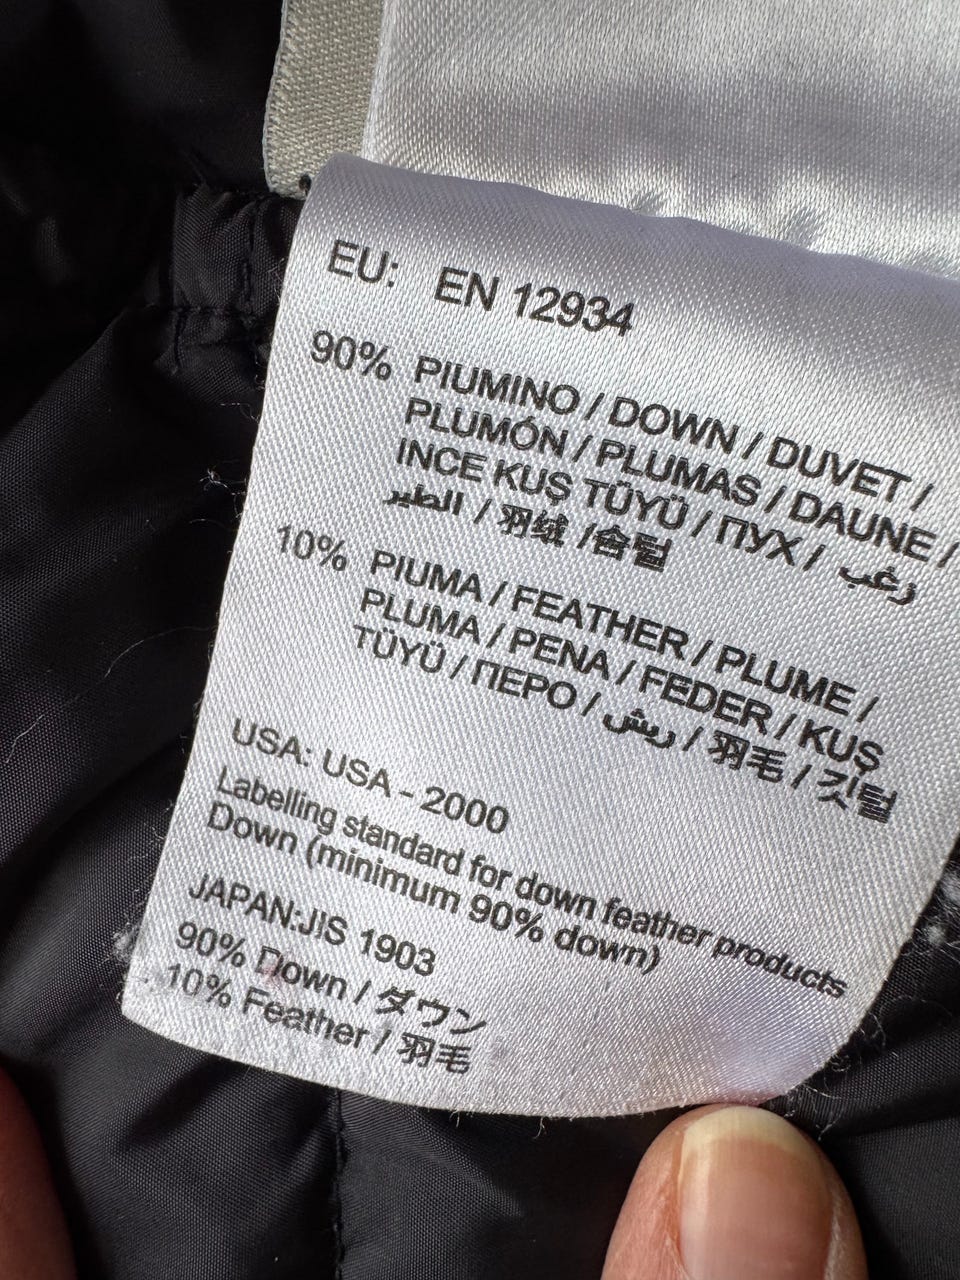 EU: EN 12934
90% PIUMINO / DOWN / DUVET /
PLUMÓN / PLUMAS / DAUNE /
INCE KUŞ TÜYÜ / ПУХ / زغب
الطير / 羽绒 /솜털
10% PIUMA / FEATHER / PLUME /
PLUMA / PENA / FEDER / KUŞ
TÜYÜ / ПЕРО / ريش / 羽毛 / 깃털
USA: USA - 2000
Labelling standard for down feather products
Down (minimum 90% down)
JAPAN:JIS 1903
90% Down / ダウン
10% Feather / 羽毛